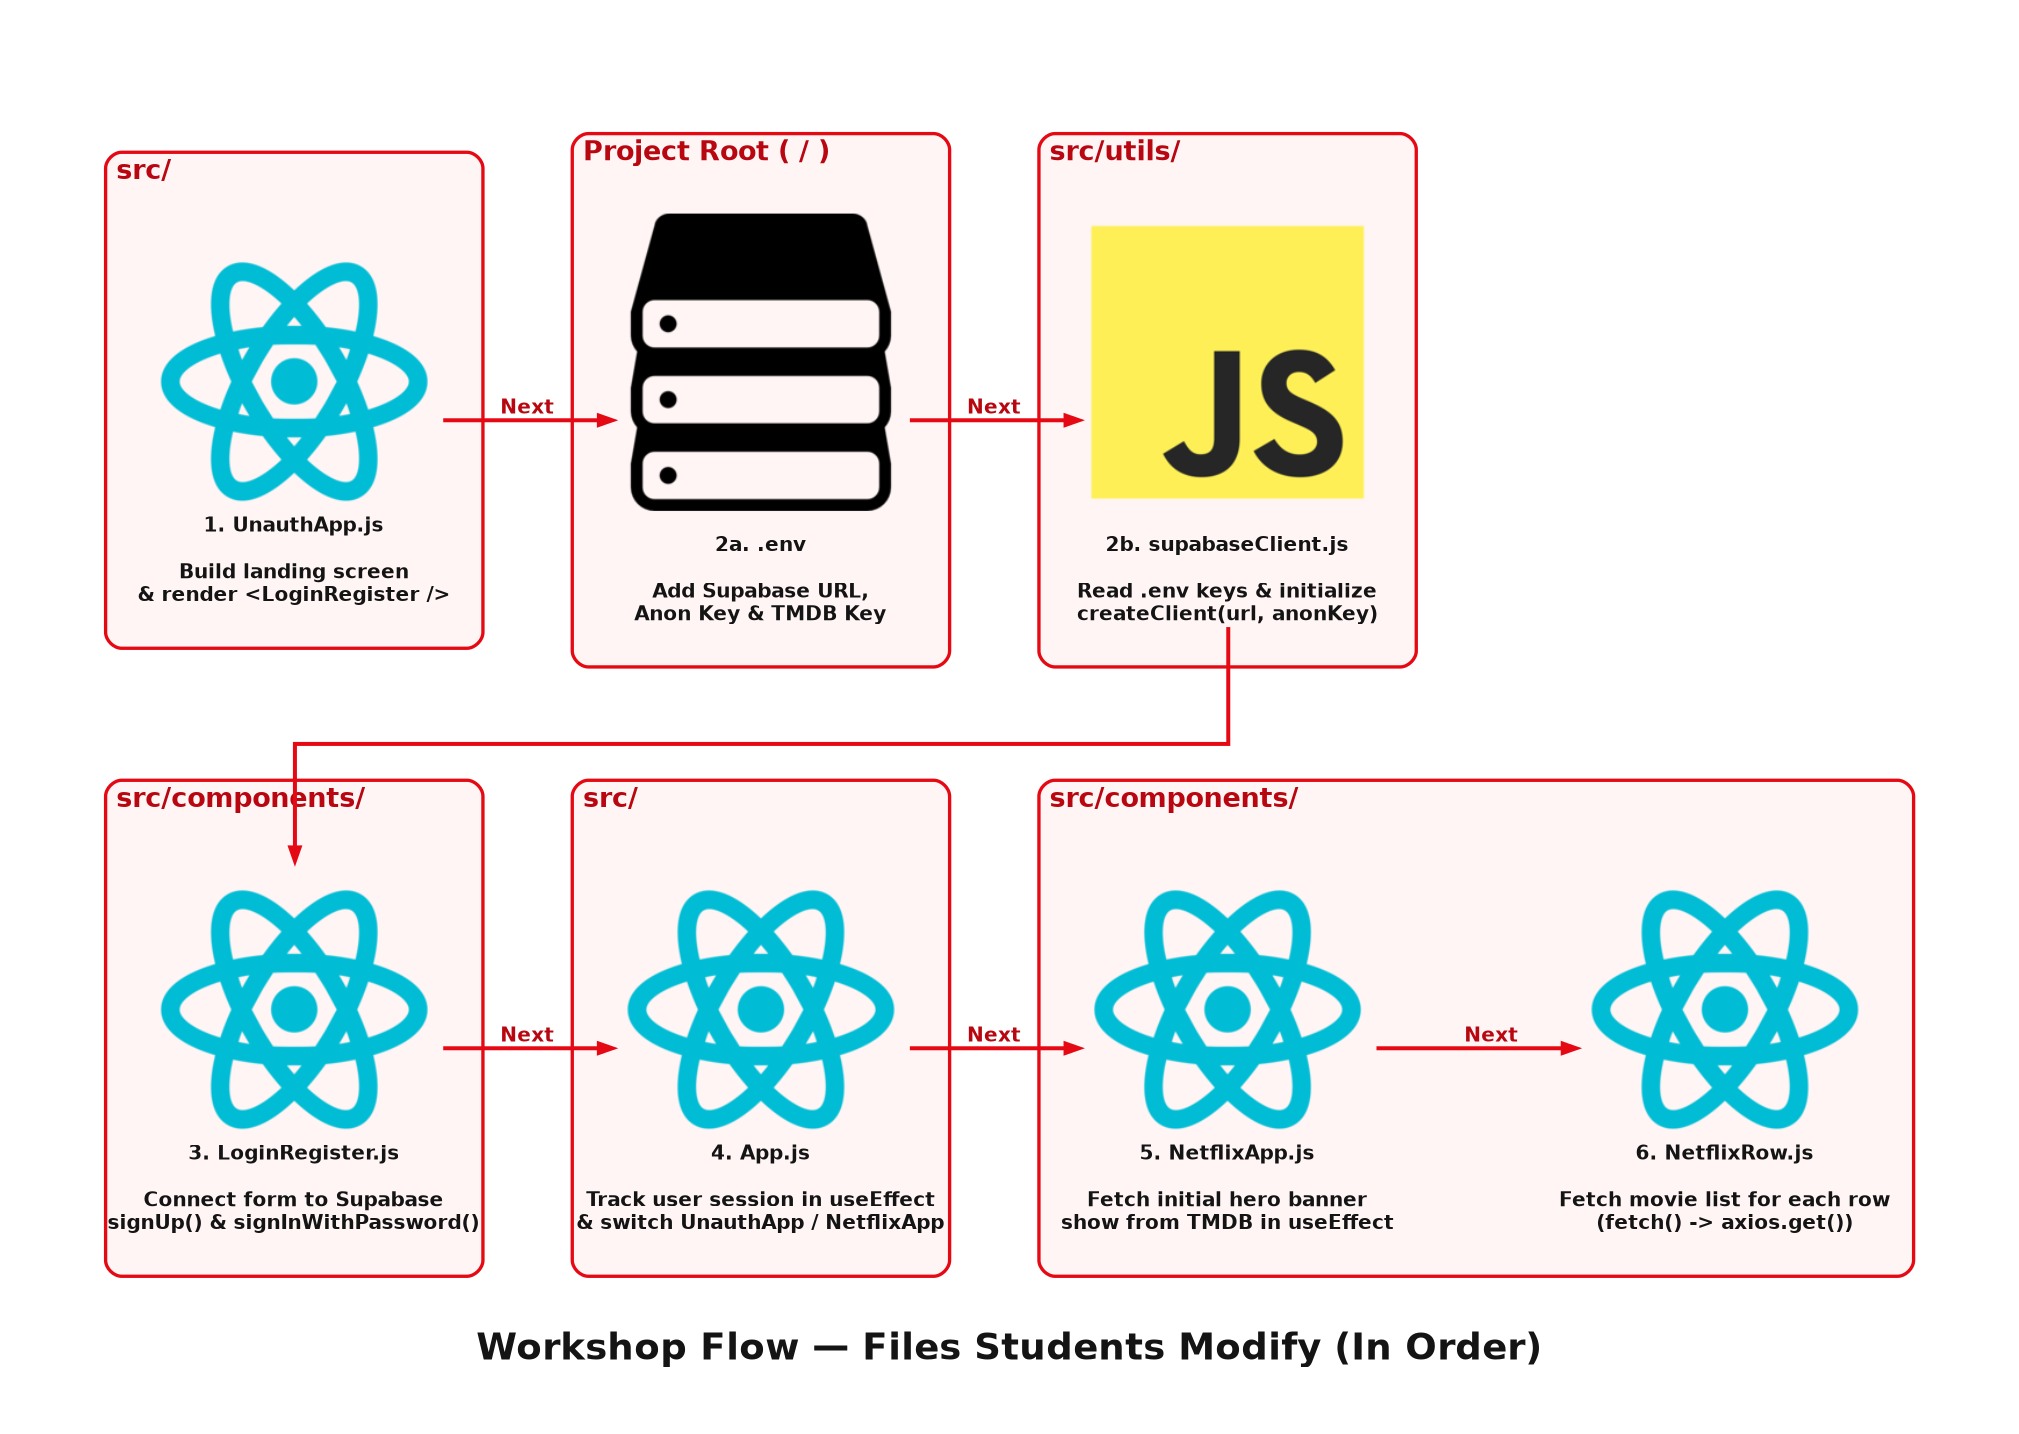 src/
1. UnauthApp.js
Build landing screen
& render <LoginRegister />
Next
Project Root ( / )
2a. .env
Add Supabase URL,
Anon Key & TMDB Key
Next
src/utils/
JS
2b. supabaseClient.js
Read .env keys & initialize
createClient(url, anonKey)
src/components/
3. LoginRegister.js
Connect form to Supabase
signUp() & signInWithPassword()
Next
src/
4. App.js
Track user session in useEffect
& switch UnauthApp / NetflixApp
Next
src/components/
5. NetflixApp.js
Fetch initial hero banner
show from TMDB in useEffect
Next
6. NetflixRow.js
Fetch movie list for each row
(fetch() -> axios.get())
Workshop Flow — Files Students Modify (In Order)